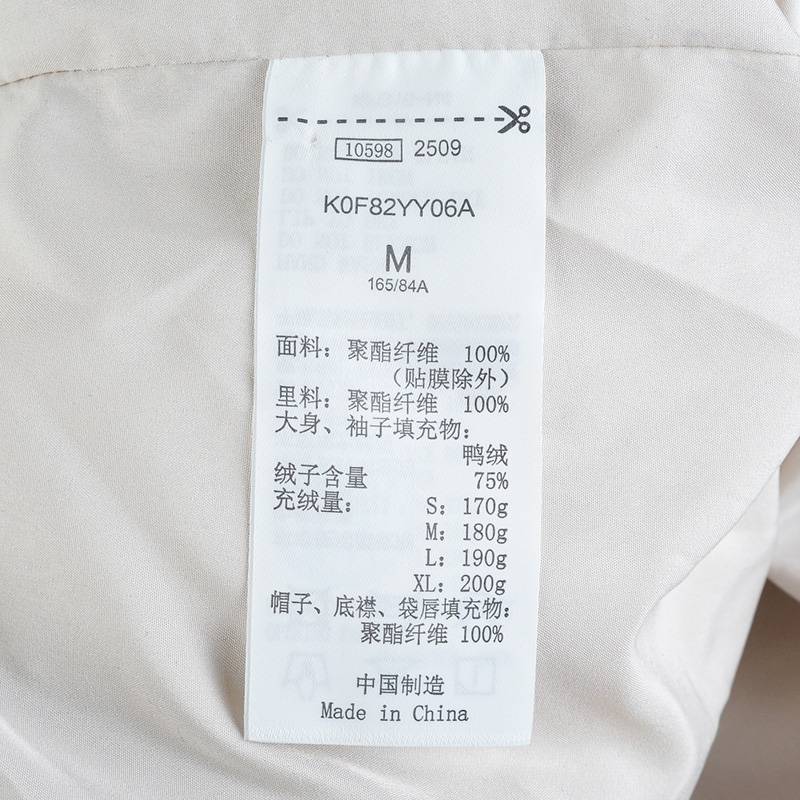 10598 2509
K0F82YY06A
M
165/84A
面料：聚酯纤维 100%
（贴膜除外）
里料：聚酯纤维 100%
大身、袖子填充物：
鸭绒
绒子含量 75%
充绒量： S：170g
M：180g
L：190g
XL：200g
帽子、底襟、袋唇填充物：
聚酯纤维 100%
中国制造
Made in China